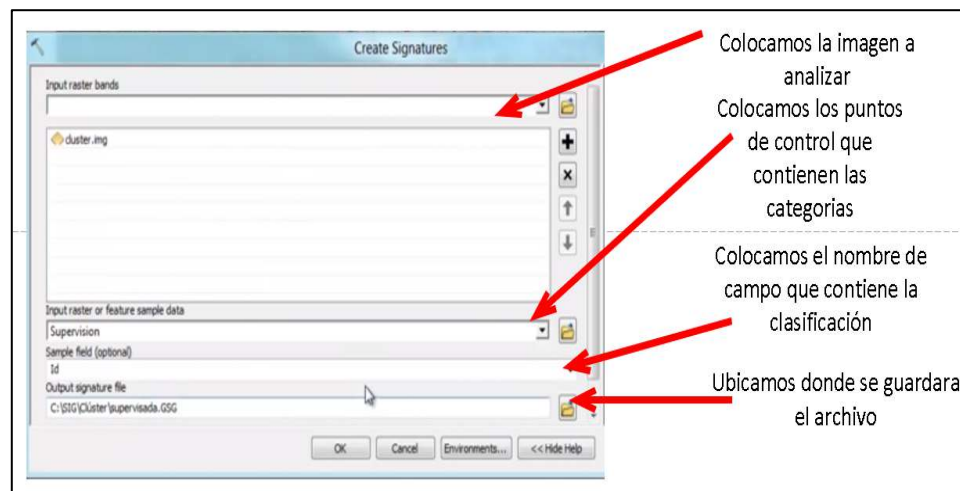 Create Signatures
Input raster bands
cluster.img
Input raster or feature sample data
Supervision
Sample field (optional)
Id
Output signature file
C:\SIG\Clúster\supervisada.GSG
OK
Cancel
Environments...
<< Hide Help
Colocamos la imagen a
analizar
Colocamos los puntos
de control que
contienen las
categorias
Colocamos el nombre de
campo que contiene la
clasificación
Ubicamos donde se guardara
el archivo